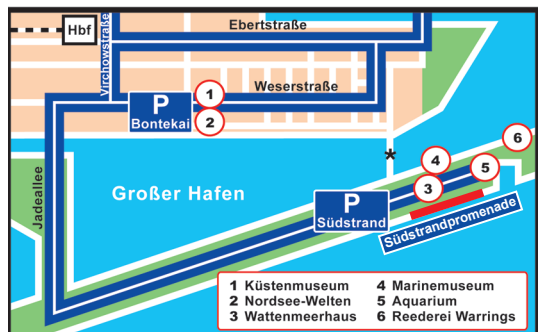 Ebertstraße
Hbf
Virchowstraße
Weserstraße
P
Bontekai
1
2
*
6
4
5
3
Jadeallee
Großer Hafen
P
Südstrand
Südstrandpromenade
1 Küstenmuseum
2 Nordsee-Welten
3 Wattenmeerhaus
4 Marinemuseum
5 Aquarium
6 Reederei Warrings